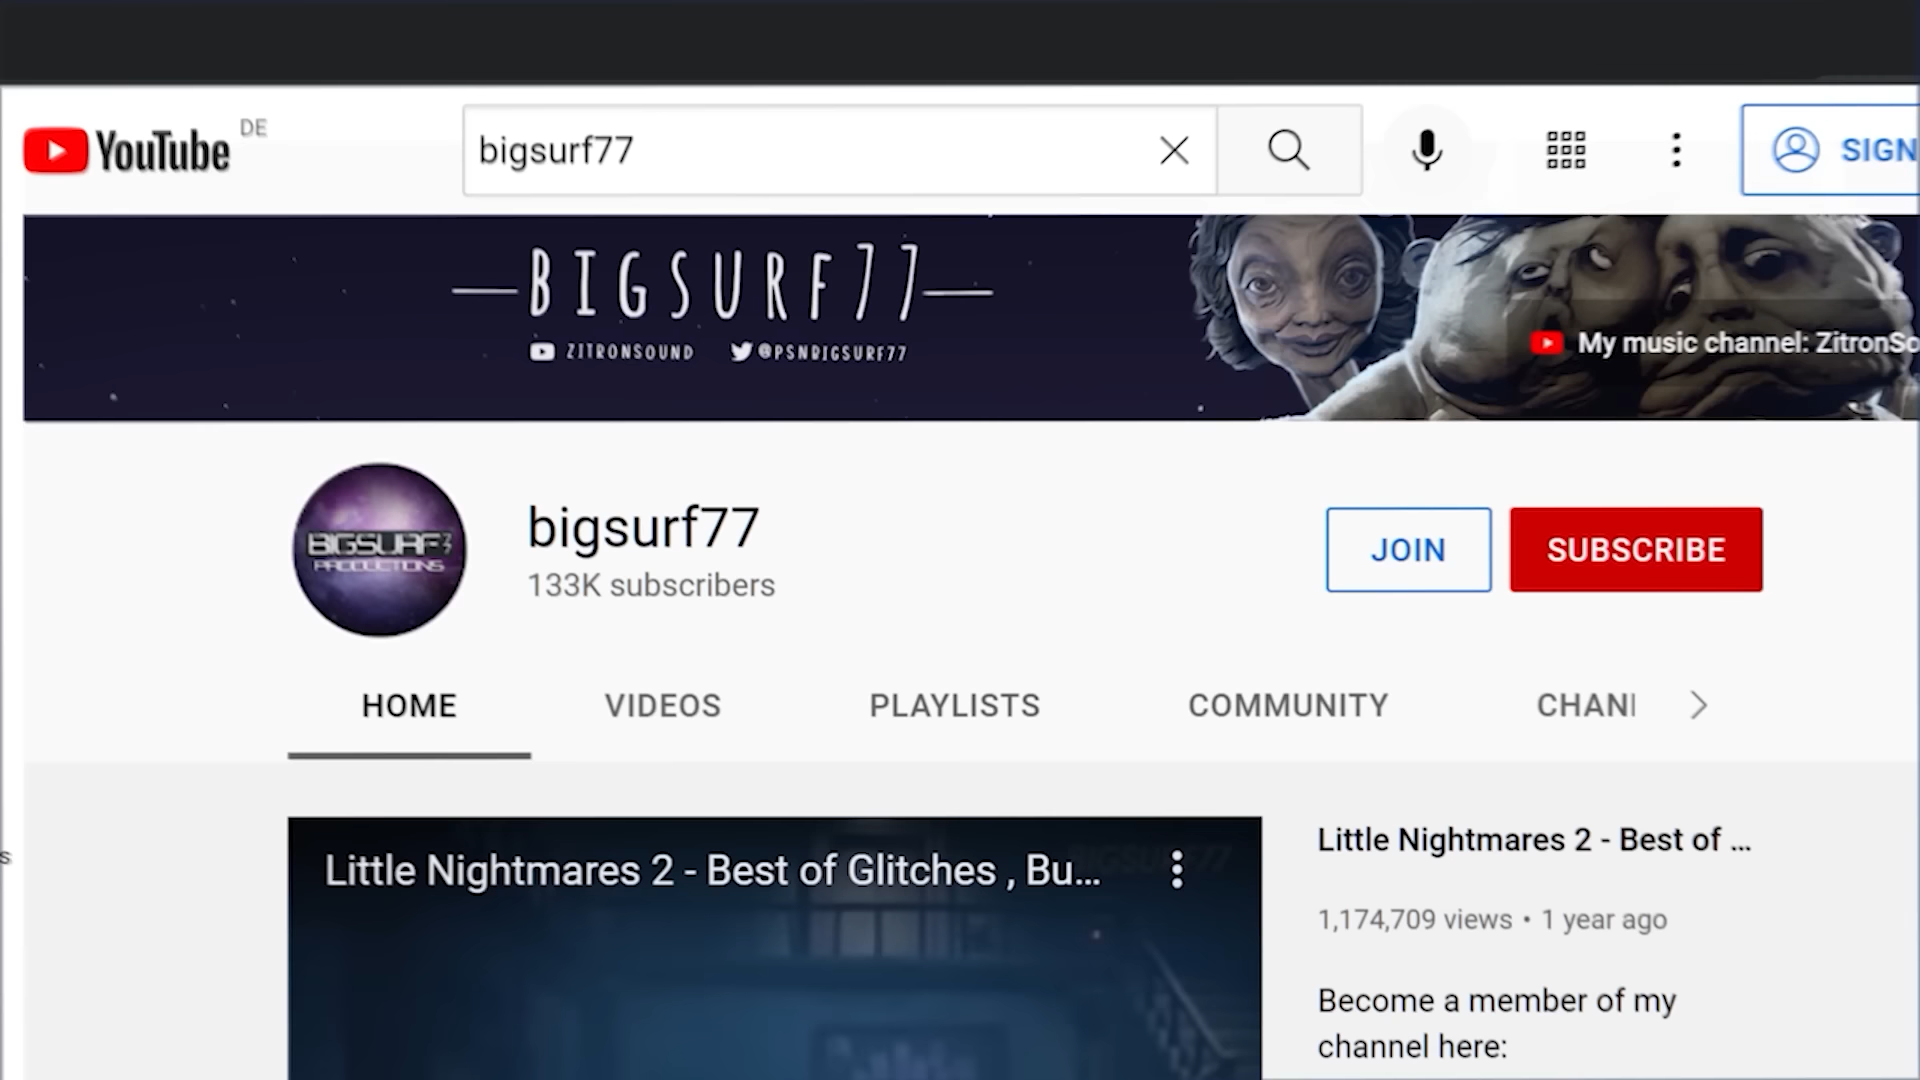 YouTube DE
bigsurf77
SIGN
BIGSURF77
ZITRONSOUND @PSNBIGSURF77
My music channel: ZitronSo
BIGSURF77
PRODUCTIONS
bigsurf77
133K subscribers
JOIN
SUBSCRIBE
HOME
VIDEOS
PLAYLISTS
COMMUNITY
CHAN
Little Nightmares 2 - Best of Glitches , Bu...
BIGSURF77
Little Nightmares 2 - Best of ...
1,174,709 views • 1 year ago
Become a member of my
channel here:
s